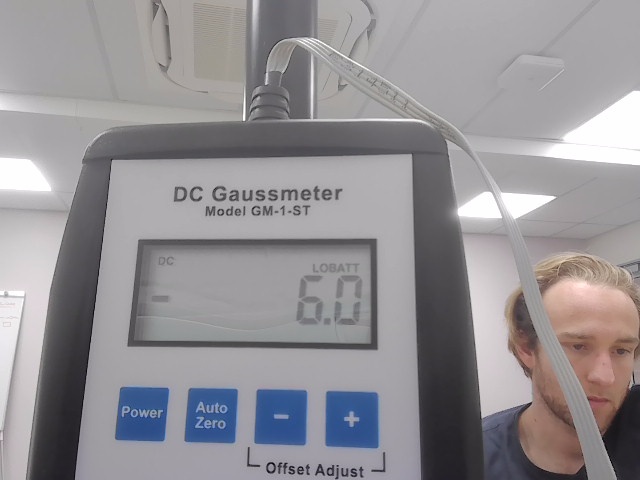 DC Gaussmeter
Model GM-1-ST
DC
LOBATT
- 6.0
Power
Auto
Zero
-
+
Offset Adjust